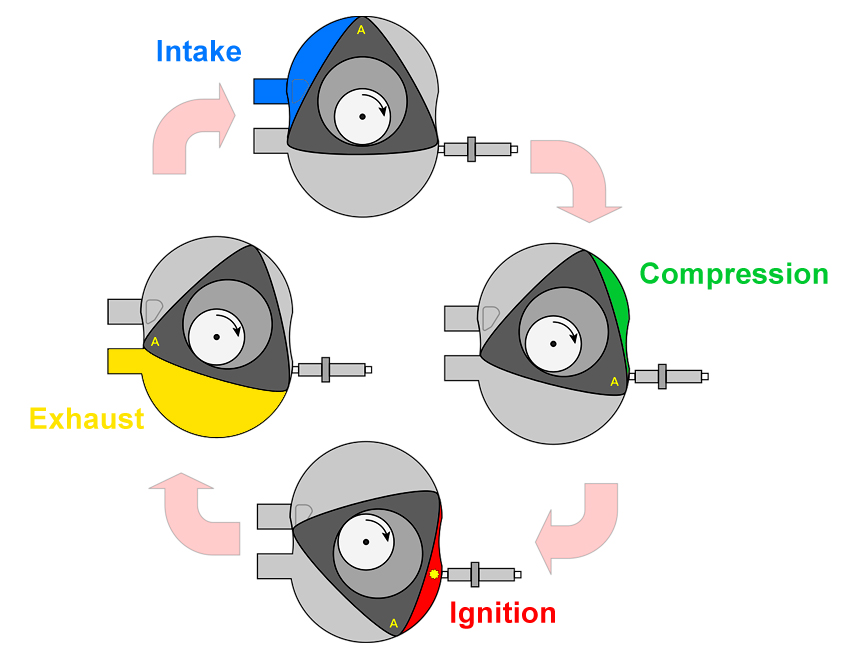 A
Intake
Compression
A
A
Exhaust
Ignition
A